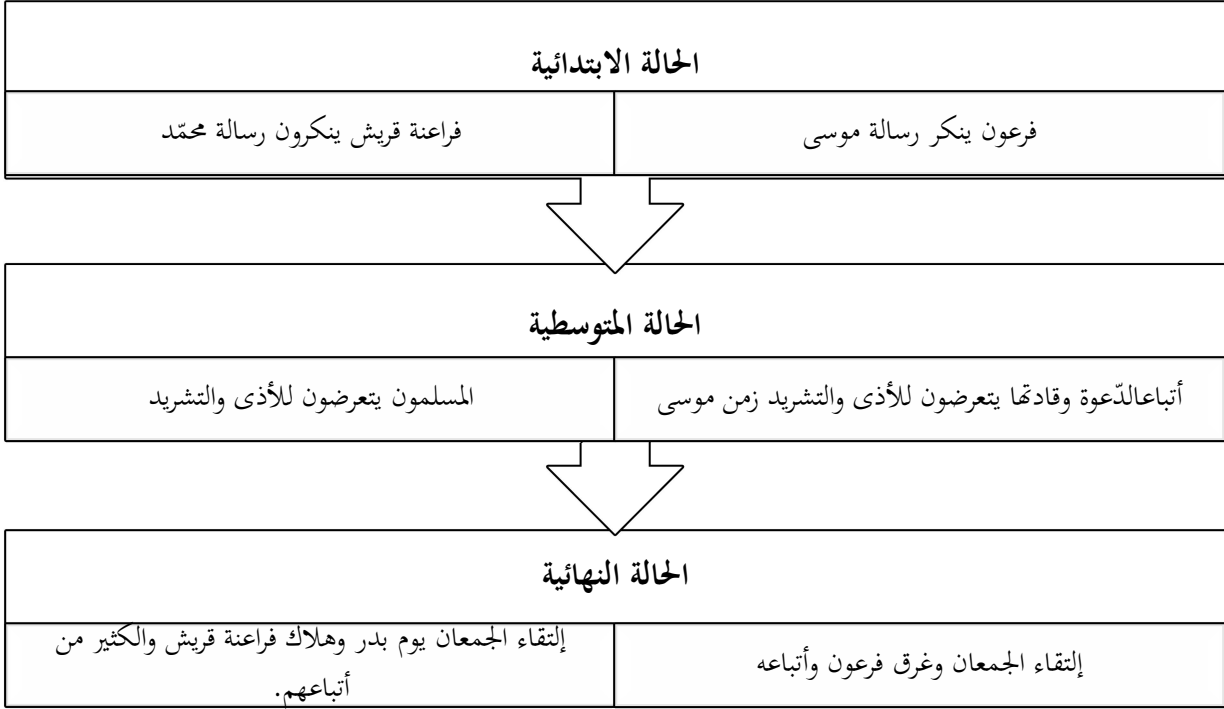 الحالة الابتدائية
فرعون ينكر رسالة موسى
فراعنة قريش ينكرون رسالة محمّد
الحالة المتوسطية
أتباعالدّعوة وقادتها يتعرضون للأذى والتشريد زمن موسى
المسلمون يتعرضون للأذى والتشريد
الحالة النهائية
إلتقاء الجمعان وغرق فرعون وأتباعه
إلتقاء الجمعان يوم بدر وهلاك فراعنة قريش والكثير من
أتباعهم.